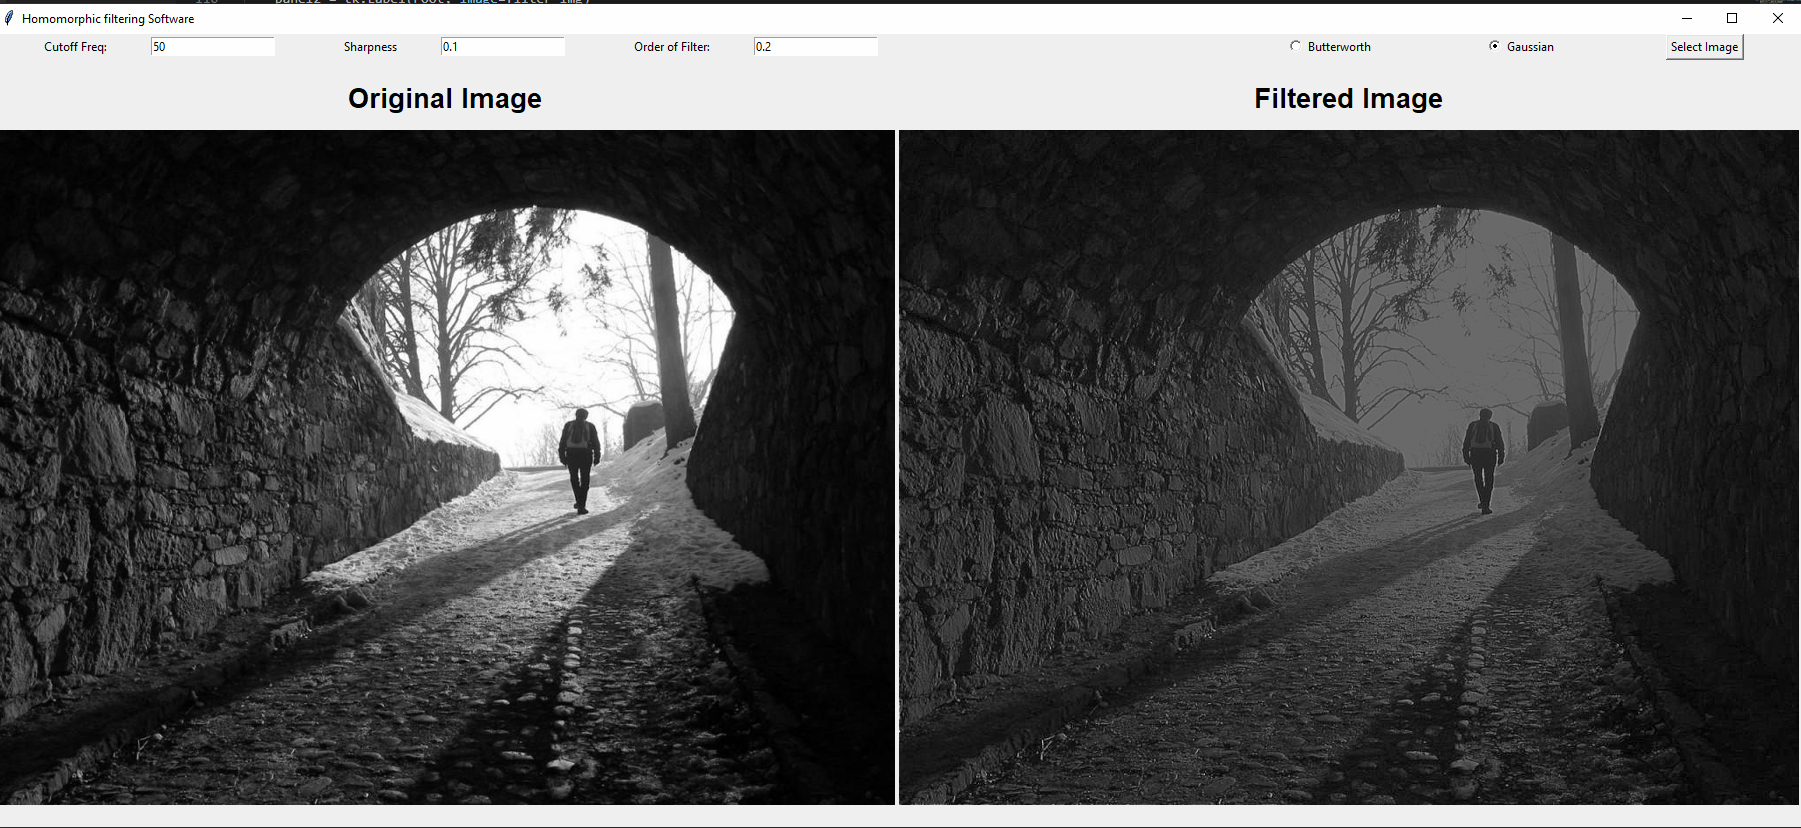 Homomorphic filtering Software
Cutoff Freq: 50 Sharpness 0.1 Order of Filter: 0.2 Butterworth Gaussian Select Image
Original Image Filtered Image